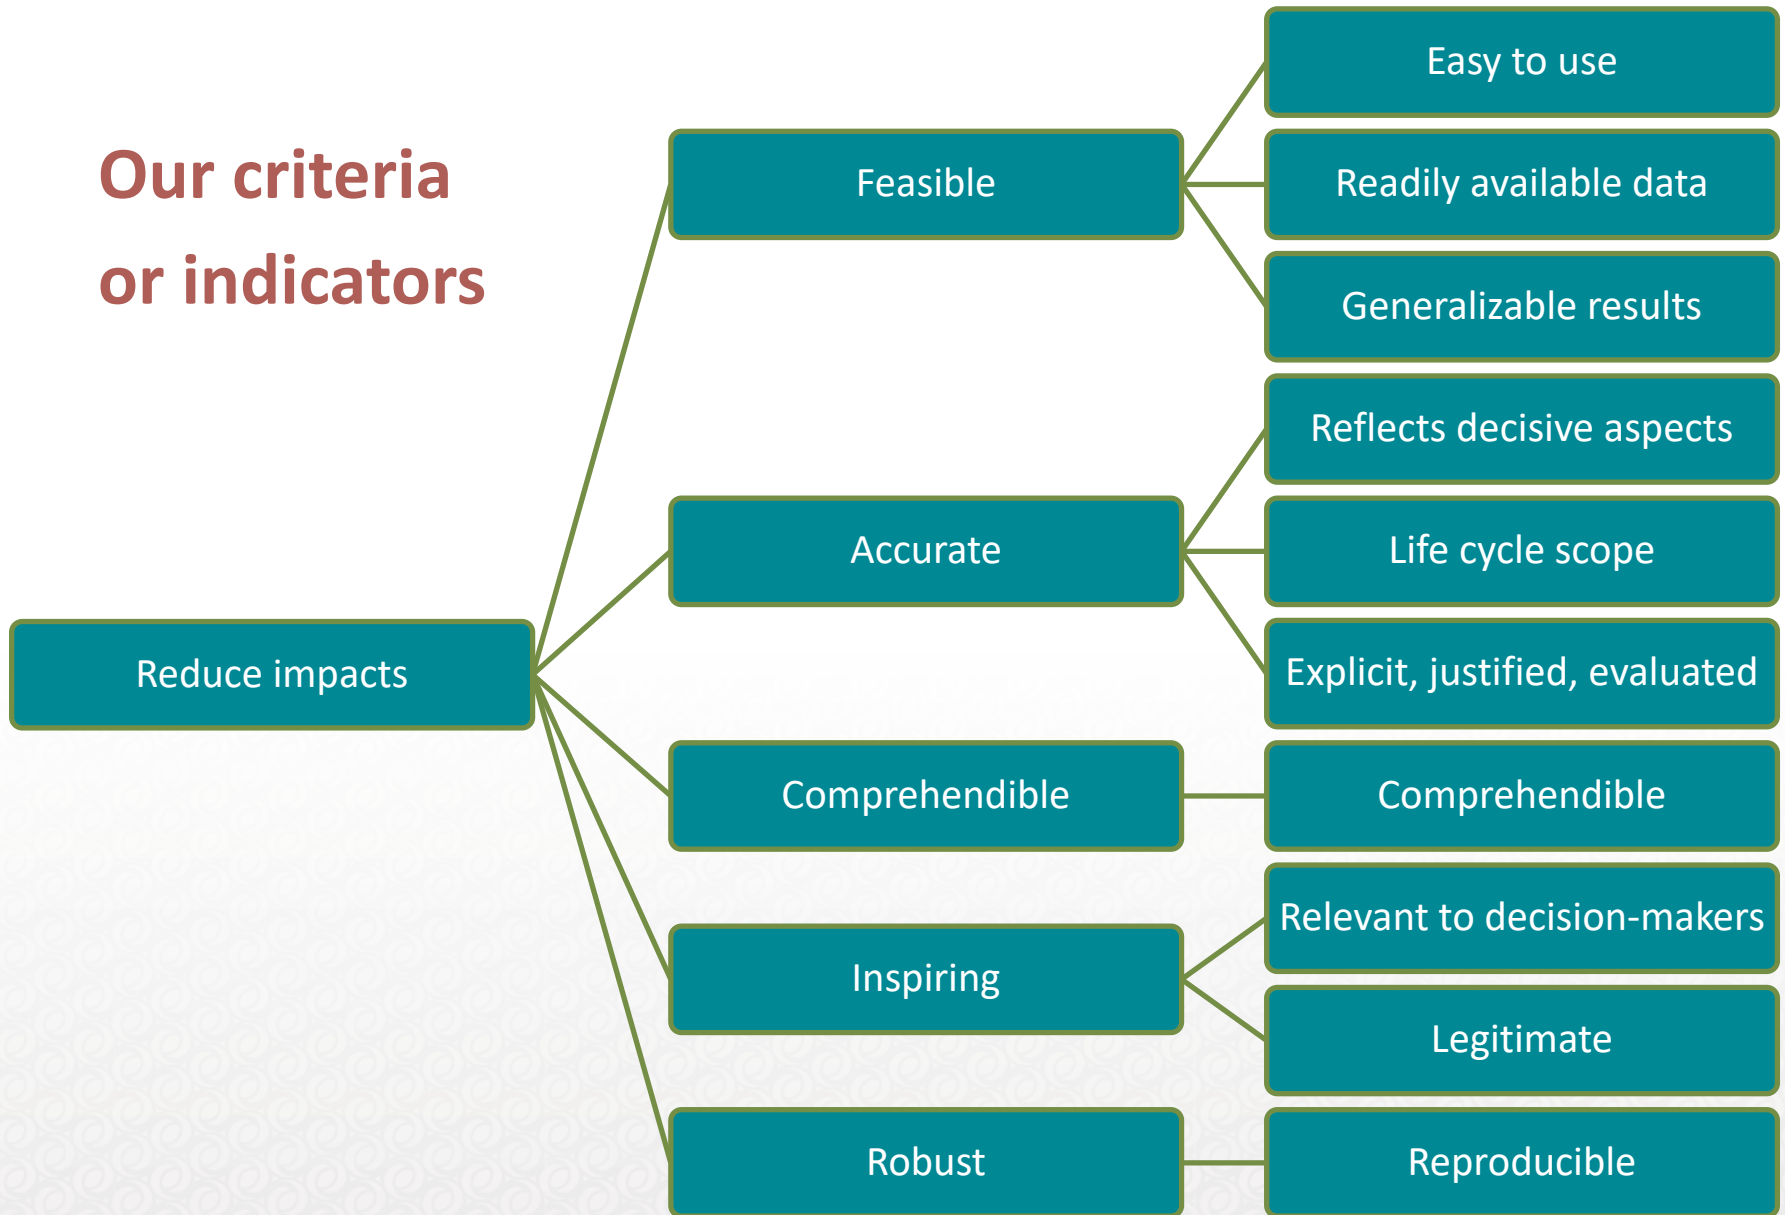 Our criteria
or indicators
Reduce impacts
Feasible
Easy to use
Readily available data
Generalizable results
Accurate
Reflects decisive aspects
Life cycle scope
Explicit, justified, evaluated
Comprehendible
Comprehendible
Inspiring
Relevant to decision-makers
Legitimate
Robust
Reproducible